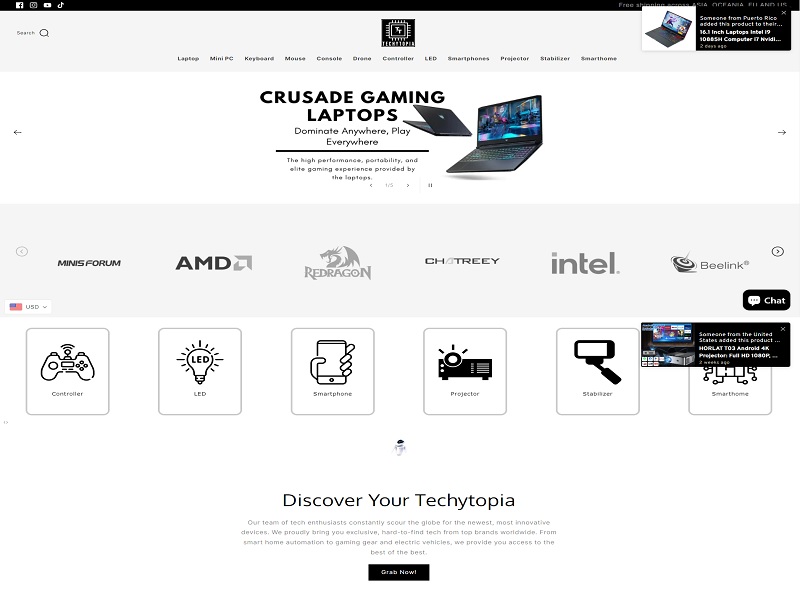 Free shipping across ASIA, OCEANIA, EU AND US
Search
TT
TECHYTOPIA
Someone from Puerto Rico
added this product to their...
16.1 Inch Laptops Intel i9
10885H Computer i7 Nvidi...
2 days ago
Laptop Mini PC Keyboard Mouse Console Drone Controller LED Smartphones Projector Stabilizer Smarthome
CRUSADE GAMING
LAPTOPS
Dominate Anywhere, Play
Everywhere
The high performance, portability, and
elite gaming experience provided by
the laptops.
1/5
MINISFORUM
AMD
REDRAGON
CHATREEY
intel.
Beelink
USD
Chat
LED
Someone from the United
States added this product ...
HORLAT T03 Android 4K
Projector: Full HD 1080P, ...
2 weeks ago
Controller
LED
Smartphone
Projector
Stabilizer
Smarthome
Discover Your Techytopia
Our team of tech enthusiasts constantly scour the globe for the newest, most innovative
devices. We proudly bring you exclusive, hard-to-find tech from top brands worldwide. From
smart home automation to gaming gear and electric vehicles, we provide you access to the
best of the best.
Grab Now!